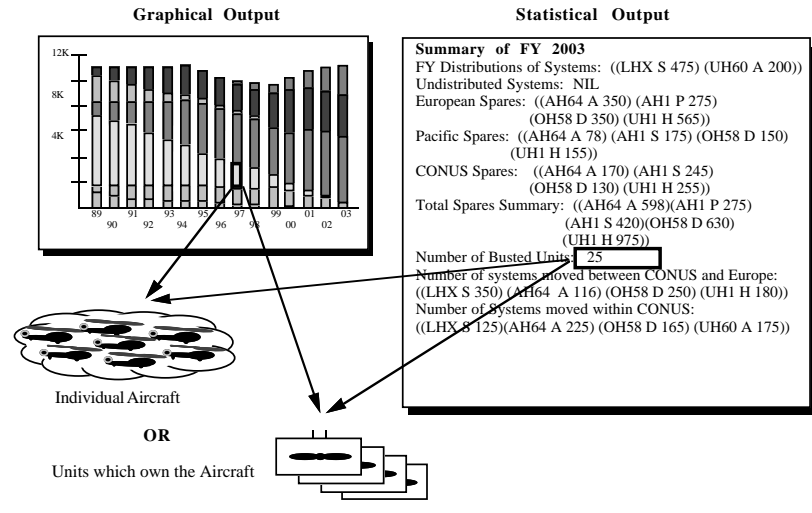 Graphical Output
12K
8K
4K
89 91 93 94 95 97 99 01 03
90 92 94 96 98 00 02
Individual Aircraft
OR
Units which own the Aircraft
Statistical Output
Summary of FY 2003
FY Distributions of Systems: ((LHX S 475) (UH60 A 200))
Undistributed Systems: NIL
European Spares: ((AH64 A 350) (AH1 P 275)
(OH58 D 350) (UH1 H 565))
Pacific Spares: ((AH64 A 78) (AH1 S 175) (OH58 D 150)
(UH1 H 155))
CONUS Spares: ((AH64 A 170) (AH1 S 245)
(OH58 D 130) (UH1 H 255))
Total Spares Summary: ((AH64 A 598)(AH1 P 275)
(AH1 S 420)(OH58 D 630)
(UH1 H 975))
Number of Busted Units: 25
Number of systems moved between CONUS and Europe:
((LHX S 350) (AH64 A 116) (OH58 D 250) (UH1 H 180))
Number of Systems moved within CONUS:
((LHX S 125)(AH64 A 225) (OH58 D 165) (UH60 A 175))